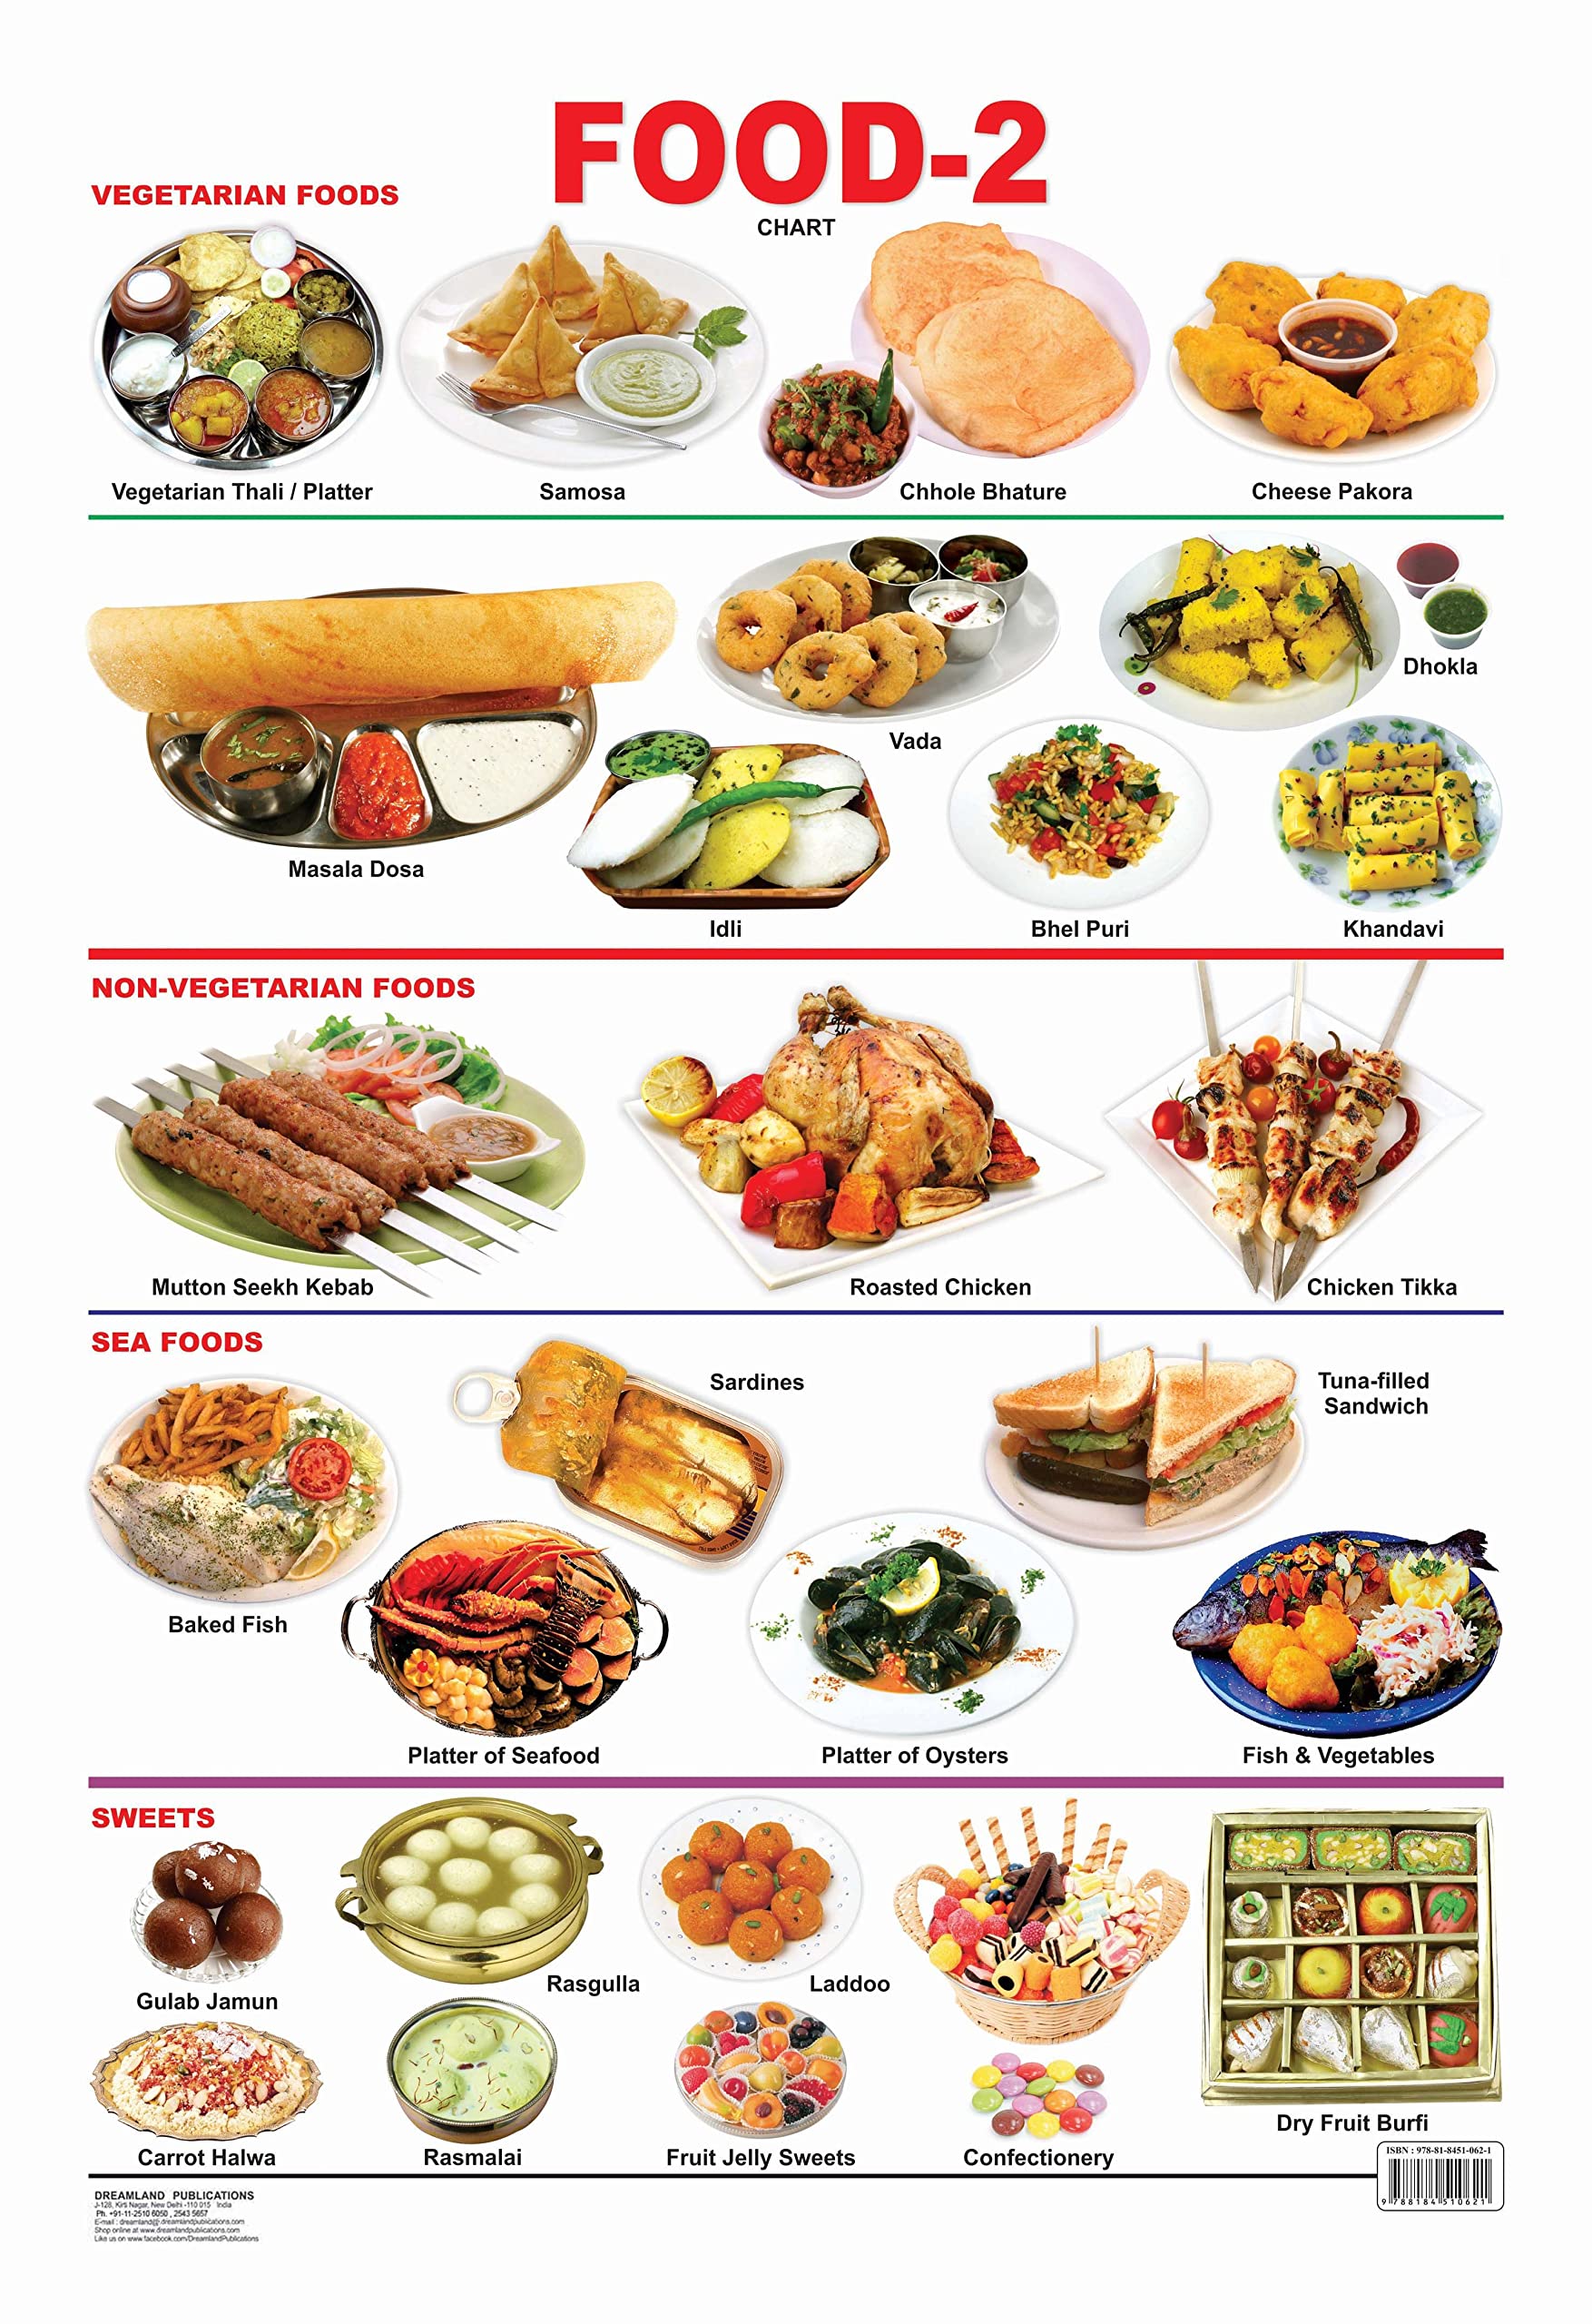 FOOD-2
CHART
VEGETARIAN FOODS
Vegetarian Thali / Platter
Samosa
Chhole Bhature
Cheese Pakora
Dhokla
Vada
Masala Dosa
Idli
Bhel Puri
Khandavi
NON-VEGETARIAN FOODS
Mutton Seekh Kebab
Roasted Chicken
Chicken Tikka
SEA FOODS
Sardines
Tuna-filled
Sandwich
Baked Fish
Platter of Seafood
Platter of Oysters
Fish & Vegetables
SWEETS
Gulab Jamun
Rasgulla
Laddoo
Carrot Halwa
Rasmalai
Fruit Jelly Sweets
Confectionery
Dry Fruit Burfi
ISBN : 978-81-8451-062-1
9 788184 510621
DREAMLAND PUBLICATIONS
J-128, Kirti Nagar, New Delhi -110 015 India
Ph. +91-11-2510 6050 , 2543 5657
E-mail : dreamland@dreamlandpublications.com
Shop online at www.dreamlandpublications.com
Like us on www.facebook.com/DreamlandPublications